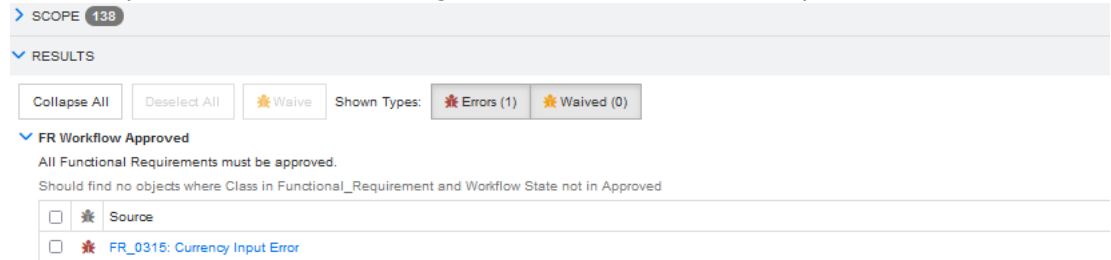 SCOPE 138
RESULTS
Collapse All Deselect All Waive Shown Types: Errors (1) Waived (0)
FR Workflow Approved
All Functional Requirements must be approved.
Should find no objects where Class in Functional_Requirement and Workflow State not in Approved
Source
FR_0315: Currency Input Error